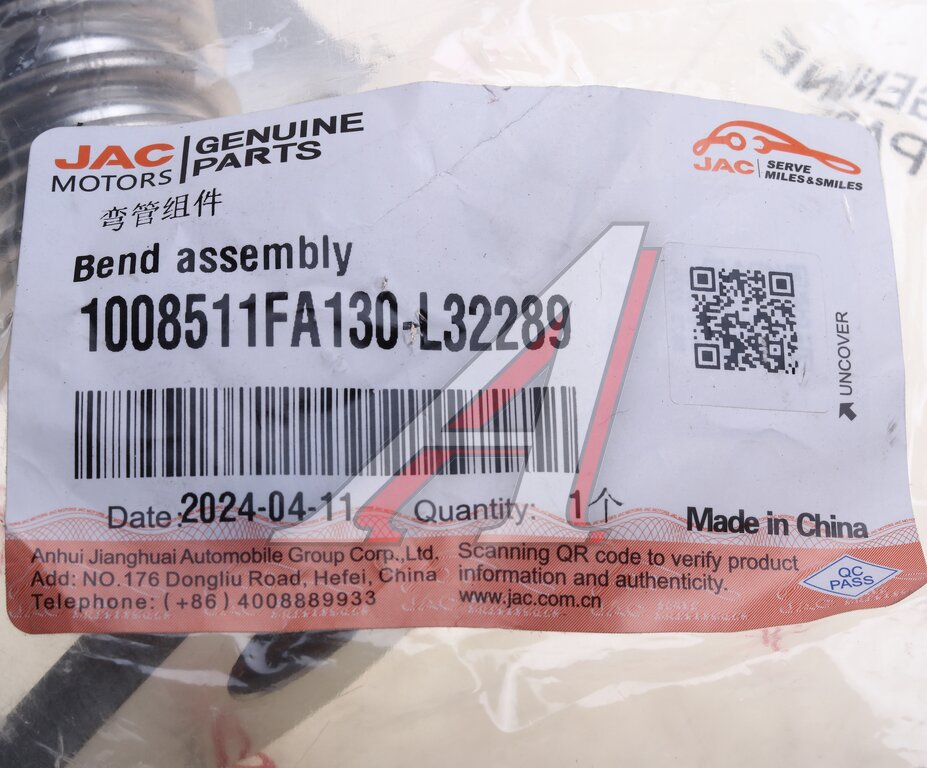 JAC
MOTORS
GENUINE
PARTS
JAC
SERVE
MILES&SMILES
弯管组件
Bend assembly
1008511FA130-L32289
UNCOVER
Date:2024-04-11 Quantity: 1个
Made in China
Anhui Jianghuai Automobile Group Corp.,Ltd.
Add: NO.176 Dongliu Road, Hefei, China
Telephone: (+86) 4008889933
Scanning QR code to verify product
information and authenticity.
www.jac.com.cn
QC
PASS